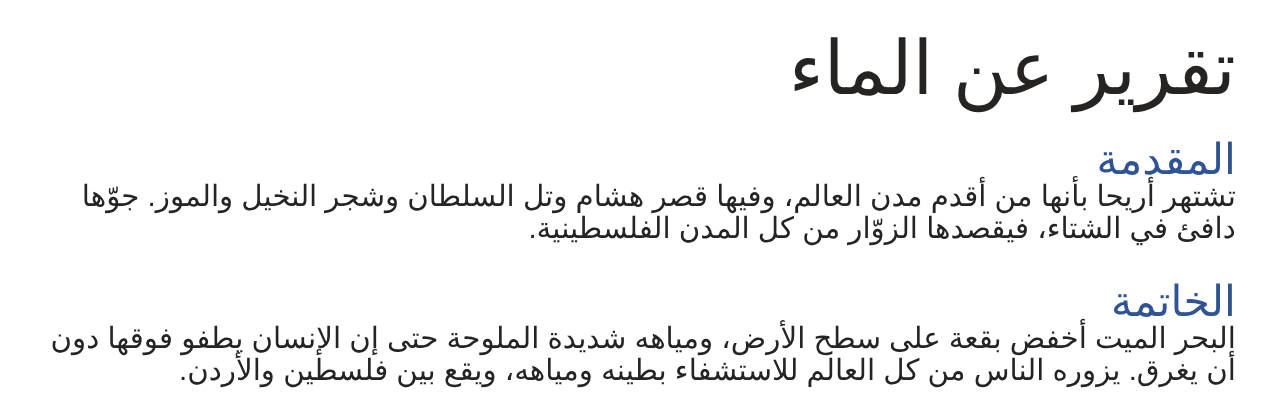 تقرير عن الماء
المقدمة
تشتهر أريحا بأنها من أقدم مدن العالم، وفيها قصر هشام وتل السلطان وشجر النخيل والموز. جوّها
دافئ في الشتاء، فيقصدها الزوّار من كل المدن الفلسطينية.
الخاتمة
البحر الميت أخفض بقعة على سطح الأرض، ومياهه شديدة الملوحة حتى إن الإنسان يطفو فوقها دون
أن يغرق. يزوره الناس من كل العالم للاستشفاء بطينه ومياهه، ويقع بين فلسطين والأردن.